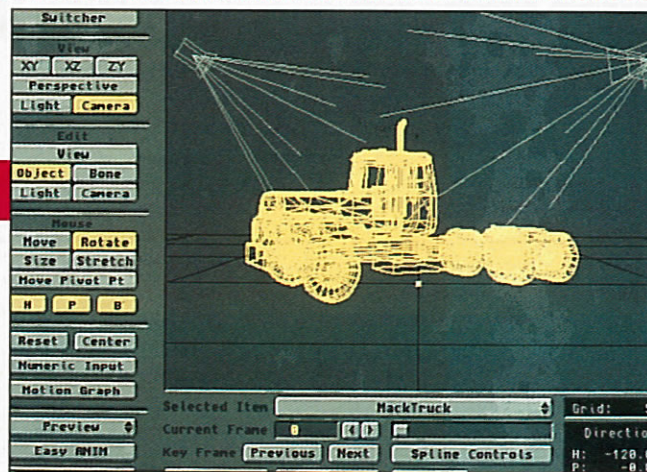 Switcher
View
XY XZ ZY
Perspective
Light Camera
Edit
View
Object Bone
Light Camera
Mouse
Move Rotate
Size Stretch
Move Pivot Pt
H P B
Reset Center
Numeric Input
Motion Graph
Preview
Easy ANIM
Selected Item MackTruck
Current Frame 0
Key Frame Previous Next Spline Controls
Grid:
Directio
H: -120.
P: -0.